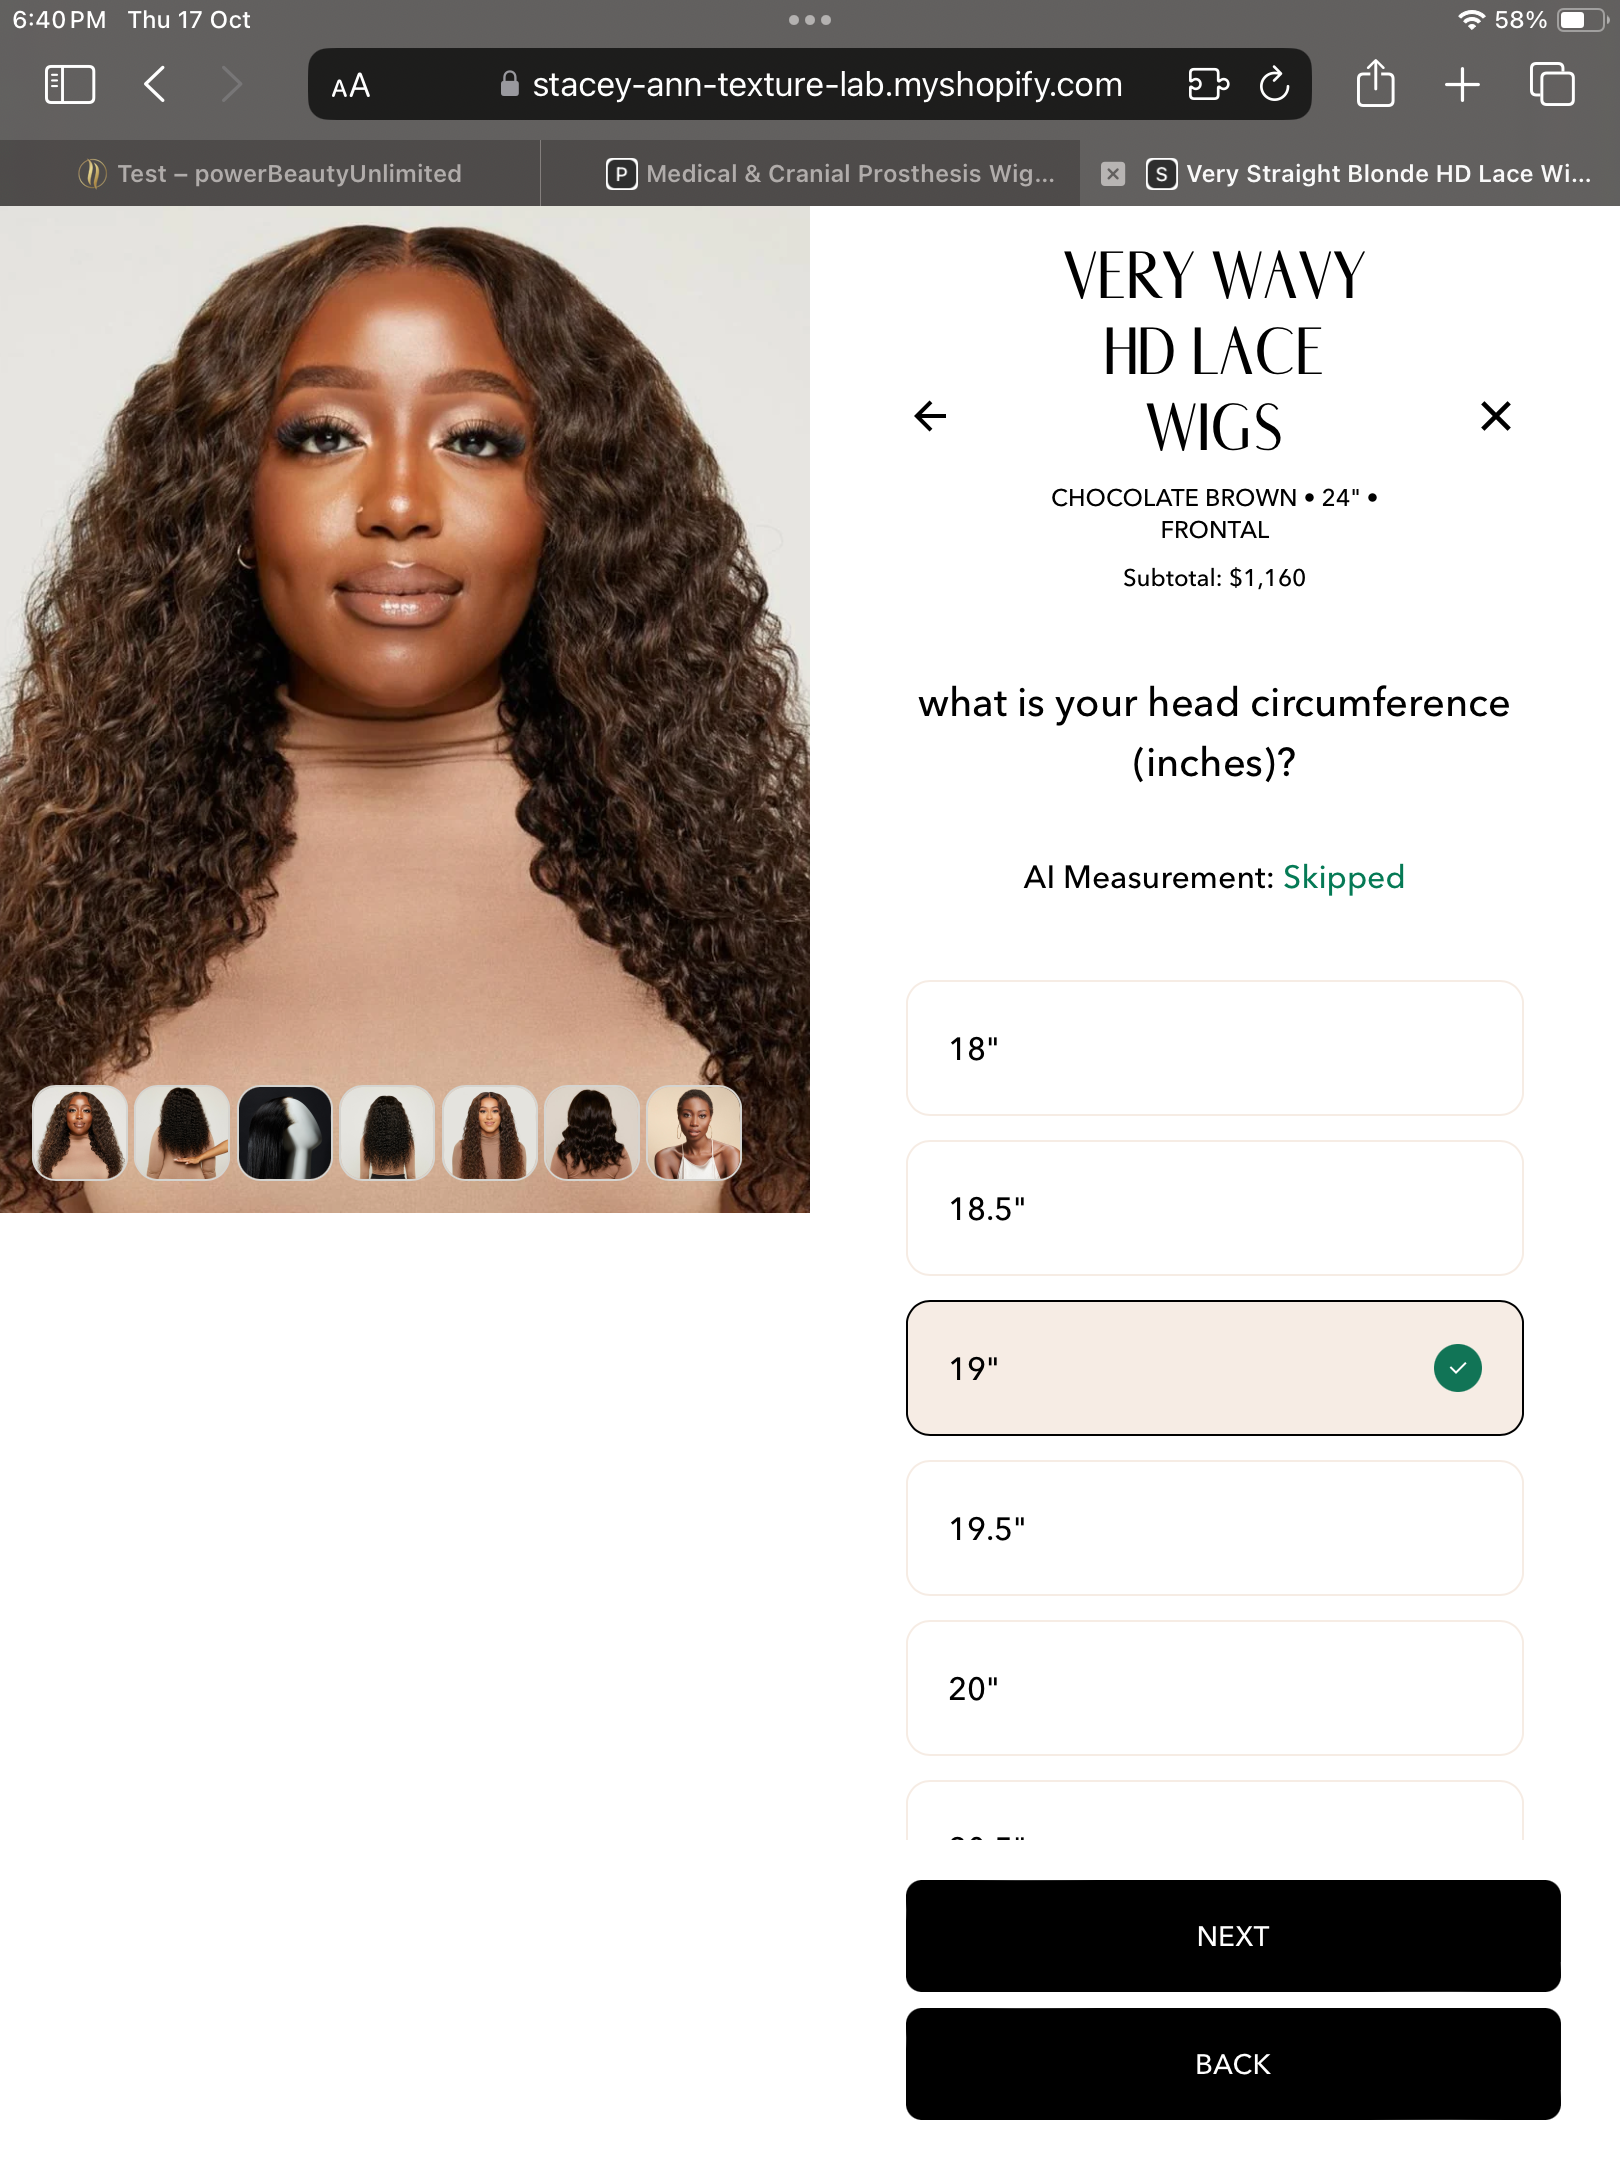 6:40 PM Thu 17 Oct
58%
AA
stacey-ann-texture-lab.myshopify.com
Test – powerBeautyUnlimited
P Medical & Cranial Prosthesis Wig...
S Very Straight Blonde HD Lace Wi...
VERY WAVY
HD LACE
WIGS
CHOCOLATE BROWN • 24" •
FRONTAL
Subtotal: $1,160
what is your head circumference
(inches)?
AI Measurement: Skipped
18"
18.5"
19"
19.5"
20"
NEXT
BACK